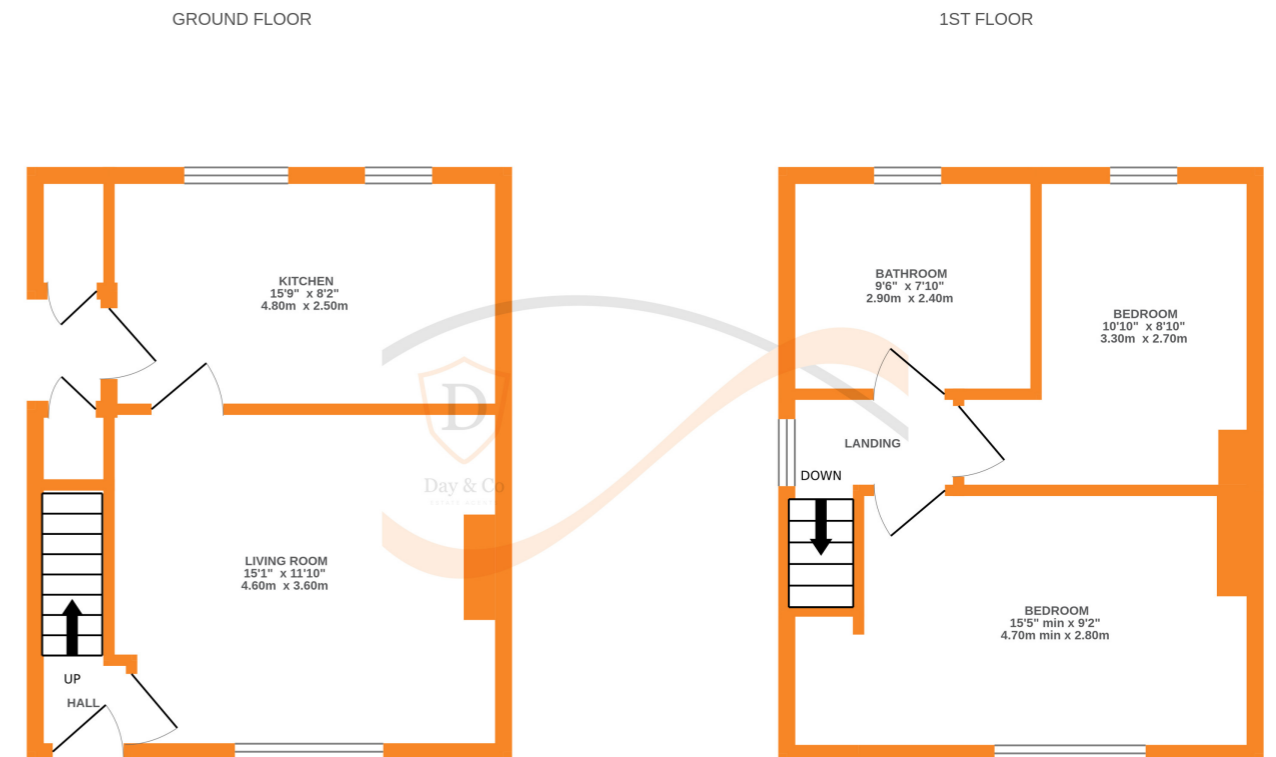 GROUND FLOOR
1ST FLOOR
KITCHEN
15'9" x 8'2"
4.80m x 2.50m
LIVING ROOM
15'1" x 11'10"
4.60m x 3.60m
UP
HALL
D
Day & Co
BATHROOM
9'6" x 7'10"
2.90m x 2.40m
BEDROOM
10'10" x 8'10"
3.30m x 2.70m
LANDING
DOWN
BEDROOM
15'5" min x 9'2"
4.70m min x 2.80m